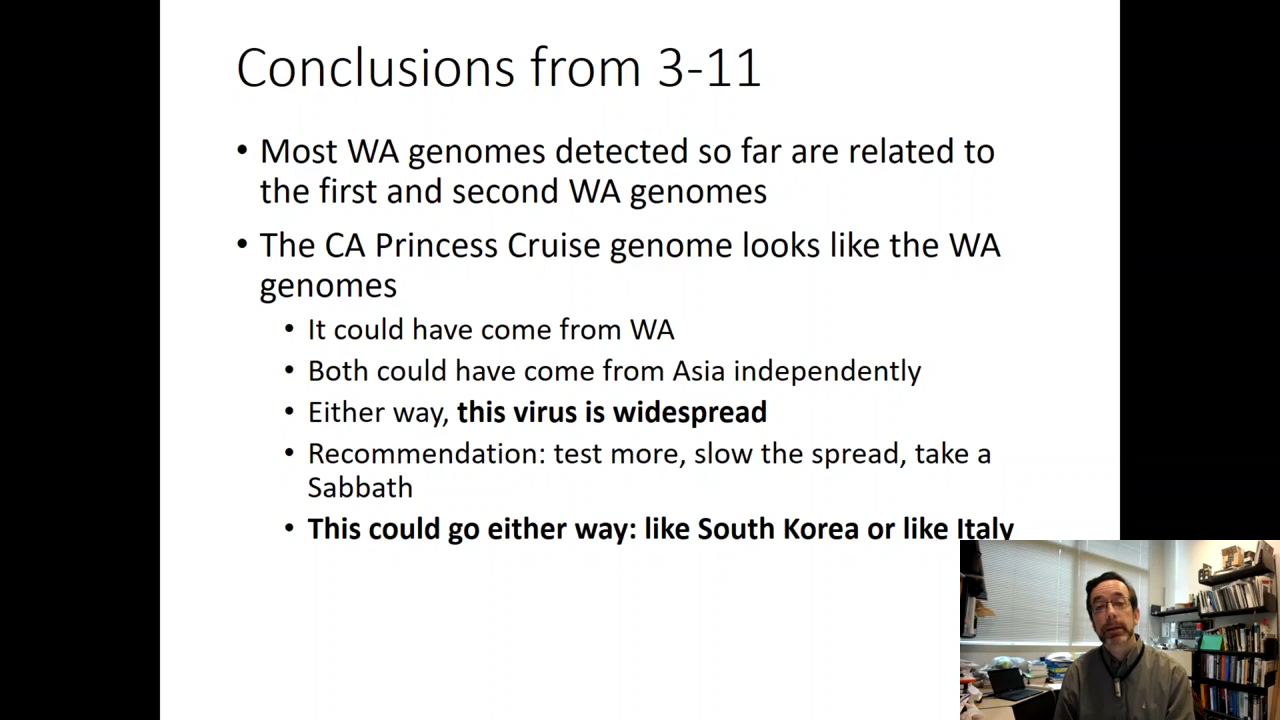 Conclusions from 3-11
• Most WA genomes detected so far are related to
the first and second WA genomes
• The CA Princess Cruise genome looks like the WA
genomes
• It could have come from WA
• Both could have come from Asia independently
• Either way, this virus is widespread
• Recommendation: test more, slow the spread, take a
Sabbath
• This could go either way: like South Korea or like Italy